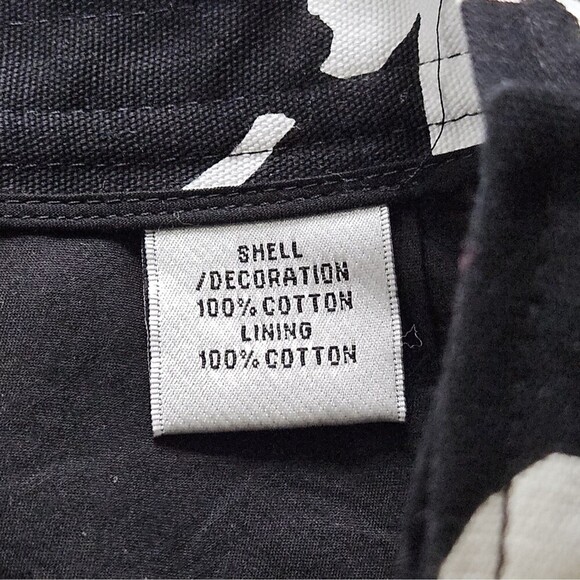 SHELL
/DECORATION
100% COTTON
LINING
100% COTTON